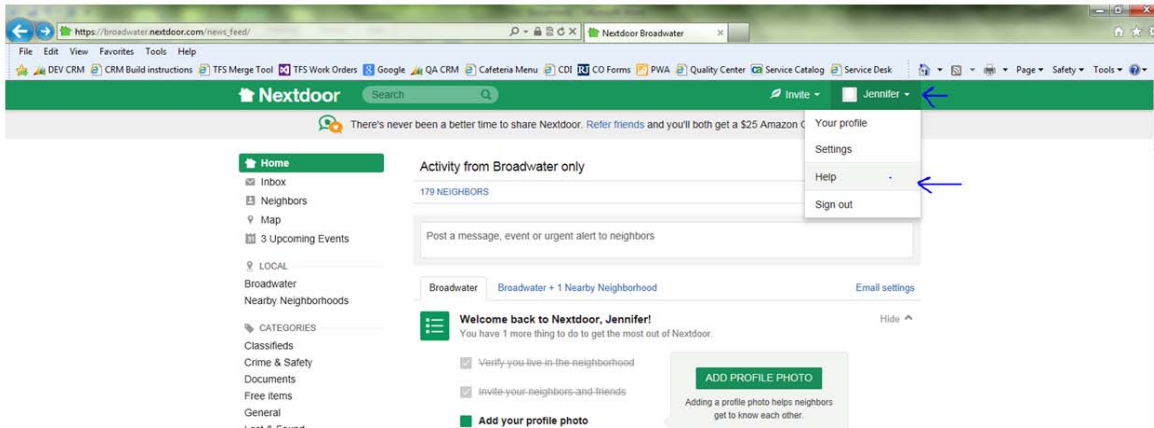 https://broadwater.nextdoor.com/news_feed/
Nextdoor Broadwater
File Edit View Favorites Tools Help
DEV CRM CRM Build instructions TFS Merge Tool TFS Work Orders Google QA CRM Cafeteria Menu CDI CO Forms PWA Quality Center Service Catalog Service Desk Page Safety Tools
Nextdoor Search Invite Jennifer
There's never been a better time to share Nextdoor. Refer friends and you'll both get a $25 Amazon
Your profile
Settings
Help
Sign out
Home
Inbox
Neighbors
Map
3 Upcoming Events
LOCAL
Broadwater
Nearby Neighborhoods
CATEGORIES
Classifieds
Crime & Safety
Documents
Free items
General
Lost & Found
Activity from Broadwater only
179 NEIGHBORS
Post a message, event or urgent alert to neighbors
Broadwater Broadwater + 1 Nearby Neighborhood Email settings
Welcome back to Nextdoor, Jennifer! Hide
You have 1 more thing to do to get the most out of Nextdoor.
Verify you live in the neighborhood
Invite your neighbors and friends
Add your profile photo
ADD PROFILE PHOTO
Adding a profile photo helps neighbors
get to know each other.